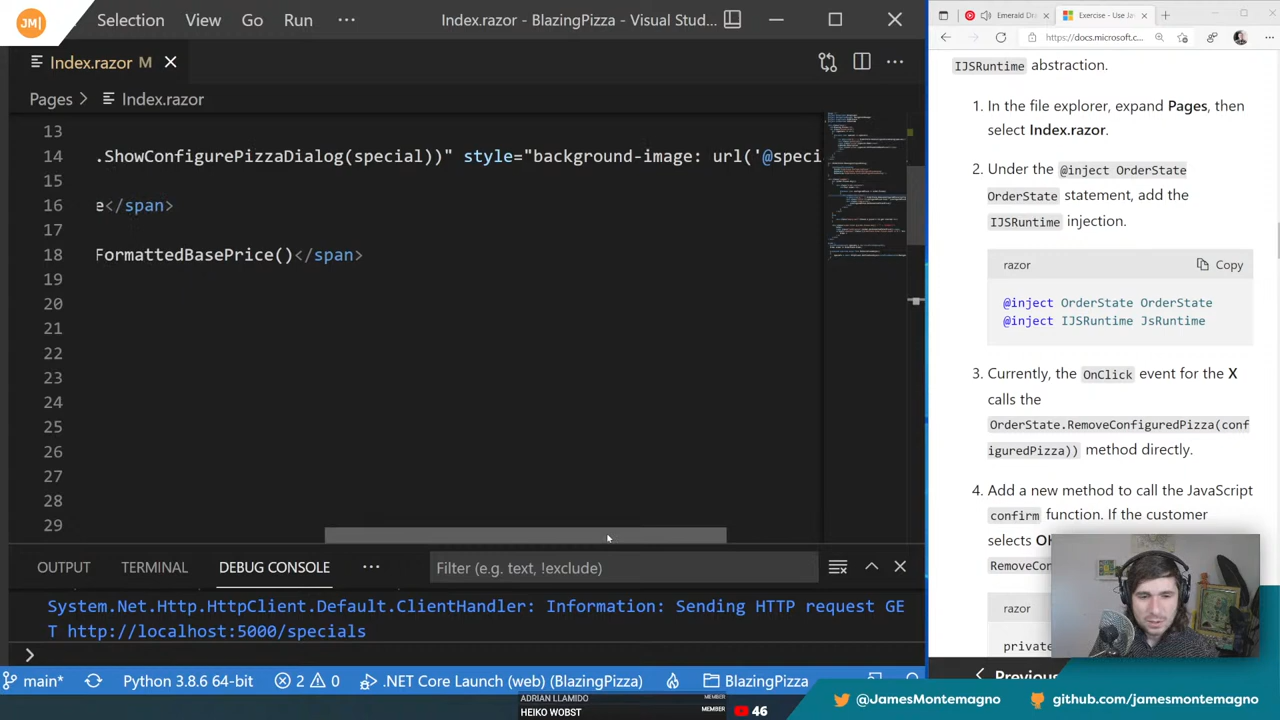 JM|
Selection View Go Run ··· Index.razor - BlazingPizza - Visual Stud...
Index.razor M
Pages > Index.razor
13
14 .ShowConfigurePizzaDialog(special))" style="background-image: url('@speci
15
16 e</span>
17
18 FormattedBasePrice()</span>
19
20
21
22
23
24
25
26
27
28
29
OUTPUT TERMINAL DEBUG CONSOLE ··· Filter (e.g. text, !exclude)
System.Net.Http.HttpClient.Default.ClientHandler: Information: Sending HTTP request GE
T http://localhost:5000/specials
>
main* Python 3.8.6 64-bit 0 .NET Core Launch (web) (BlazingPizza) BlazingPizza
ADRIAN LLAMIDO MEMBER
HEIKO WOBST MEMBER 46
Emerald Dra Exercise - Use Ja
https://docs.microsoft.c...
IJSRuntime abstraction.
1. In the file explorer, expand Pages, then
select Index.razor.
2. Under the @inject OrderState
OrderState statement, add the
IJSRuntime injection.
razor Copy
@inject OrderState OrderState
@inject IJSRuntime JsRuntime
3. Currently, the OnClick event for the X
calls the
OrderState.RemoveConfiguredPizza(conf
iguredPizza)) method directly.
4. Add a new method to call the JavaScript
confirm function. If the customer
selects
RemoveCon
razor
private
Previous
@JamesMontemagno github.com/jamesmontemagno